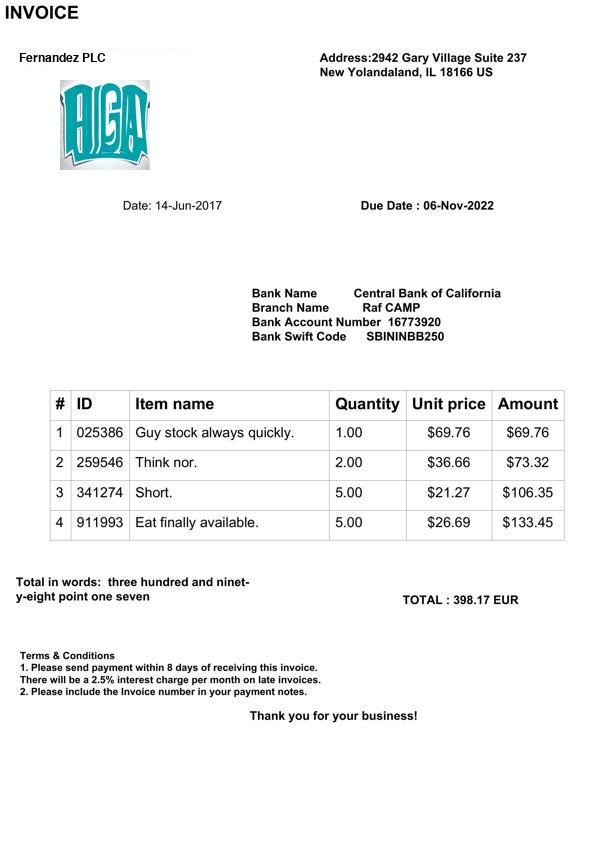 INVOICE
Fernandez PLC
Address:2942 Gary Village Suite 237
New Yolandaland, IL 18166 US
Date: 14-Jun-2017 Due Date : 06-Nov-2022
Bank Name Central Bank of California
Branch Name Raf CAMP
Bank Account Number 16773920
Bank Swift Code SBININBB250
# ID Item name Quantity Unit price Amount
1 025386 Guy stock always quickly. 1.00 $69.76 $69.76
2 259546 Think nor. 2.00 $36.66 $73.32
3 341274 Short. 5.00 $21.27 $106.35
4 911993 Eat finally available. 5.00 $26.69 $133.45
Total in words: three hundred and ninet-
y-eight point one seven
TOTAL : 398.17 EUR
Terms & Conditions
1. Please send payment within 8 days of receiving this invoice.
There will be a 2.5% interest charge per month on late invoices.
2. Please include the Invoice number in your payment notes.
Thank you for your business!